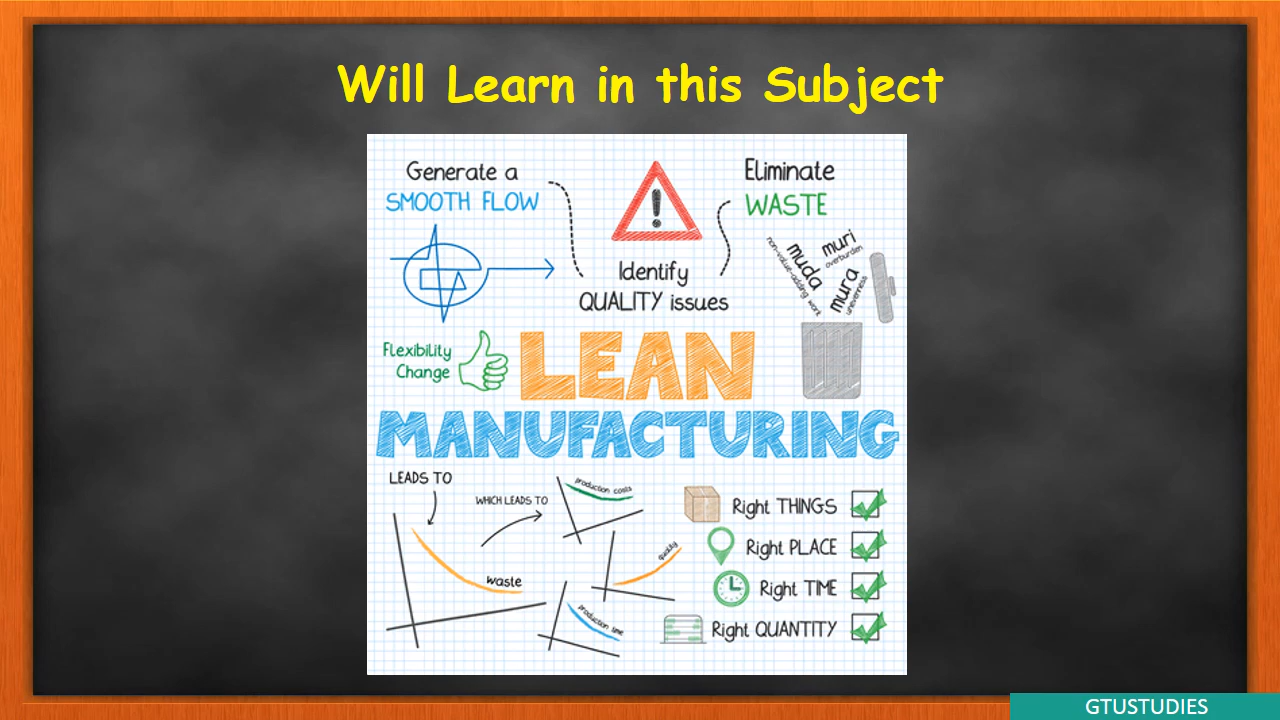 Will Learn in this Subject
Generate a
SMOOTH FLOW
Identify
QUALITY issues
Eliminate
WASTE
muda
non-value-adding work
muri
overburden
mura
unevenness
Flexibility
Change
LEAN
MANUFACTURING
LEADS TO
waste
WHICH LEADS TO
production costs
quality
production time
Right THINGS
Right PLACE
Right TIME
Right QUANTITY
GTUSTUDIES